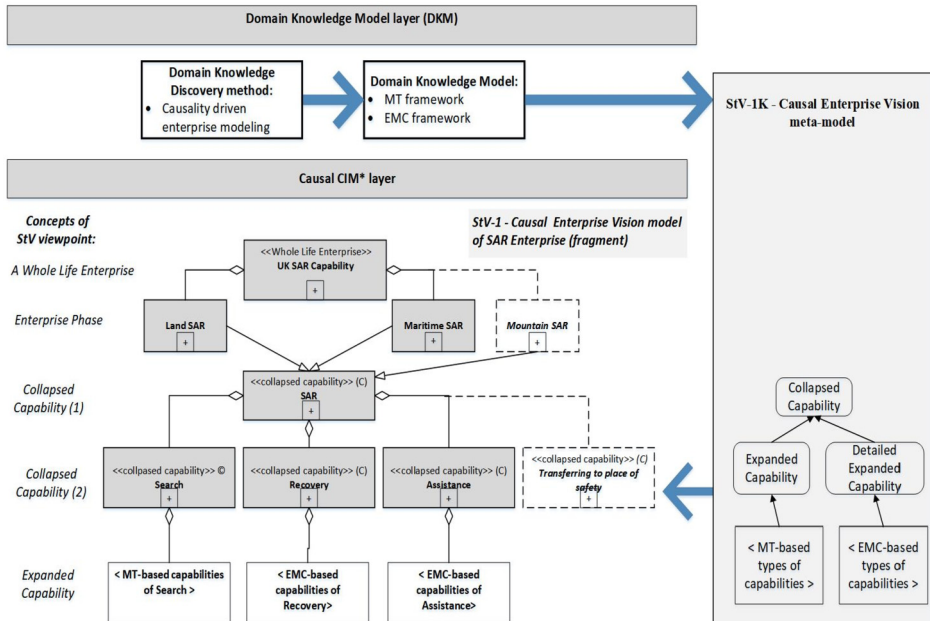 Domain Knowledge Model layer (DKM)
Domain Knowledge
Discovery method:
• Causality driven
enterprise modeling
Domain Knowledge Model:
• MT framework
• EMC framework
StV-1K - Causal Enterprise Vision
meta-model
Causal CIM* layer
Concepts of
StV viewpoint:
StV-1 - Causal Enterprise Vision model
of SAR Enterprise (fragment)
A Whole Life Enterprise
<<Whole Life Enterprise>>
UK SAR Capability
+
Enterprise Phase
Land SAR
+
Maritime SAR
+
Mountain SAR
+
Collapsed
Capability (1)
<<collapsed capability>> (C)
SAR
+
Collapsed
Capability (2)
<<collpased capability>> ©
Search
+
<<collapsed capability>> (C)
Recovery
+
<<collapsed capability>> (C)
Assistance
+
<<collapsed capability>> (C)
Transferring to place of
safety
+
Expanded
Capability
< MT-based capabilities
of Search >
< EMC-based
capabilities of
Recovery>
< EMC-based
capabilities of
Assistance>
Collapsed
Capability
Expanded
Capability
Detailed
Expanded
Capability
< MT-based
types of
capabilities >
< EMC-based
types of
capabilities >